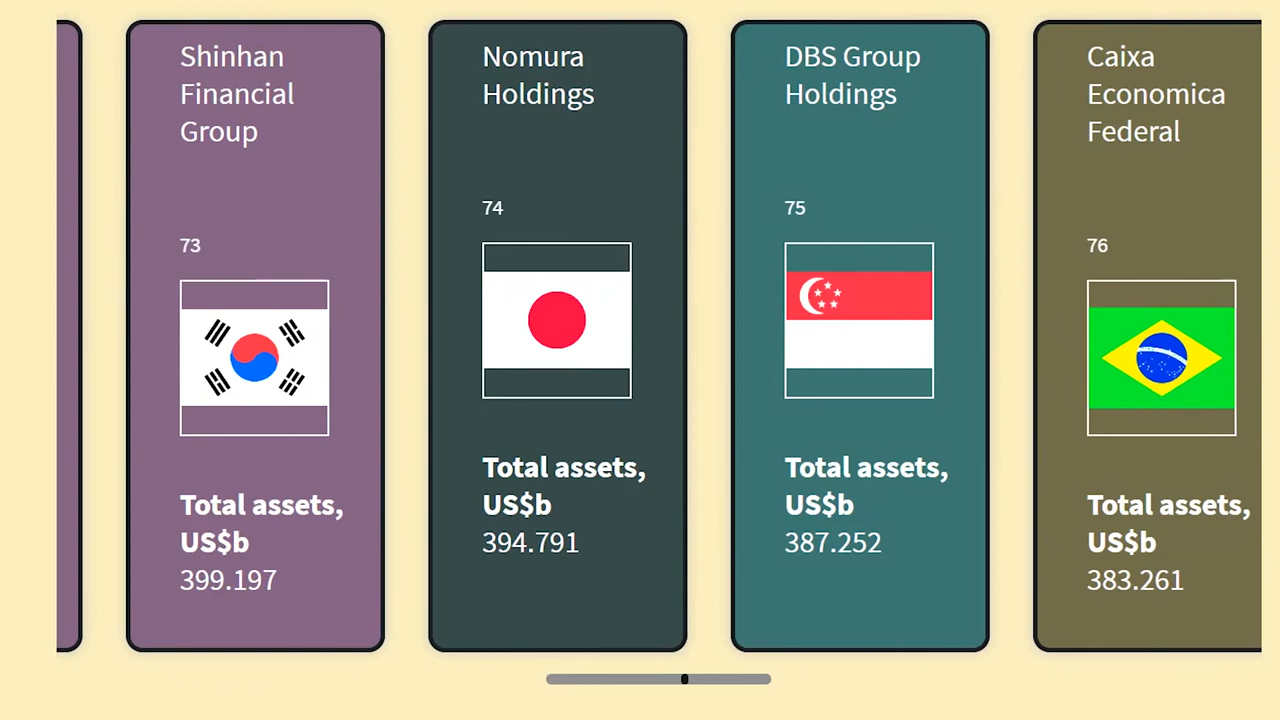 Shinhan
Financial
Group
73
Total assets,
US$b
399.197
Nomura
Holdings
74
Total assets,
US$b
394.791
DBS Group
Holdings
75
Total assets,
US$b
387.252
Caixa
Economica
Federal
76
Total assets,
US$b
383.261